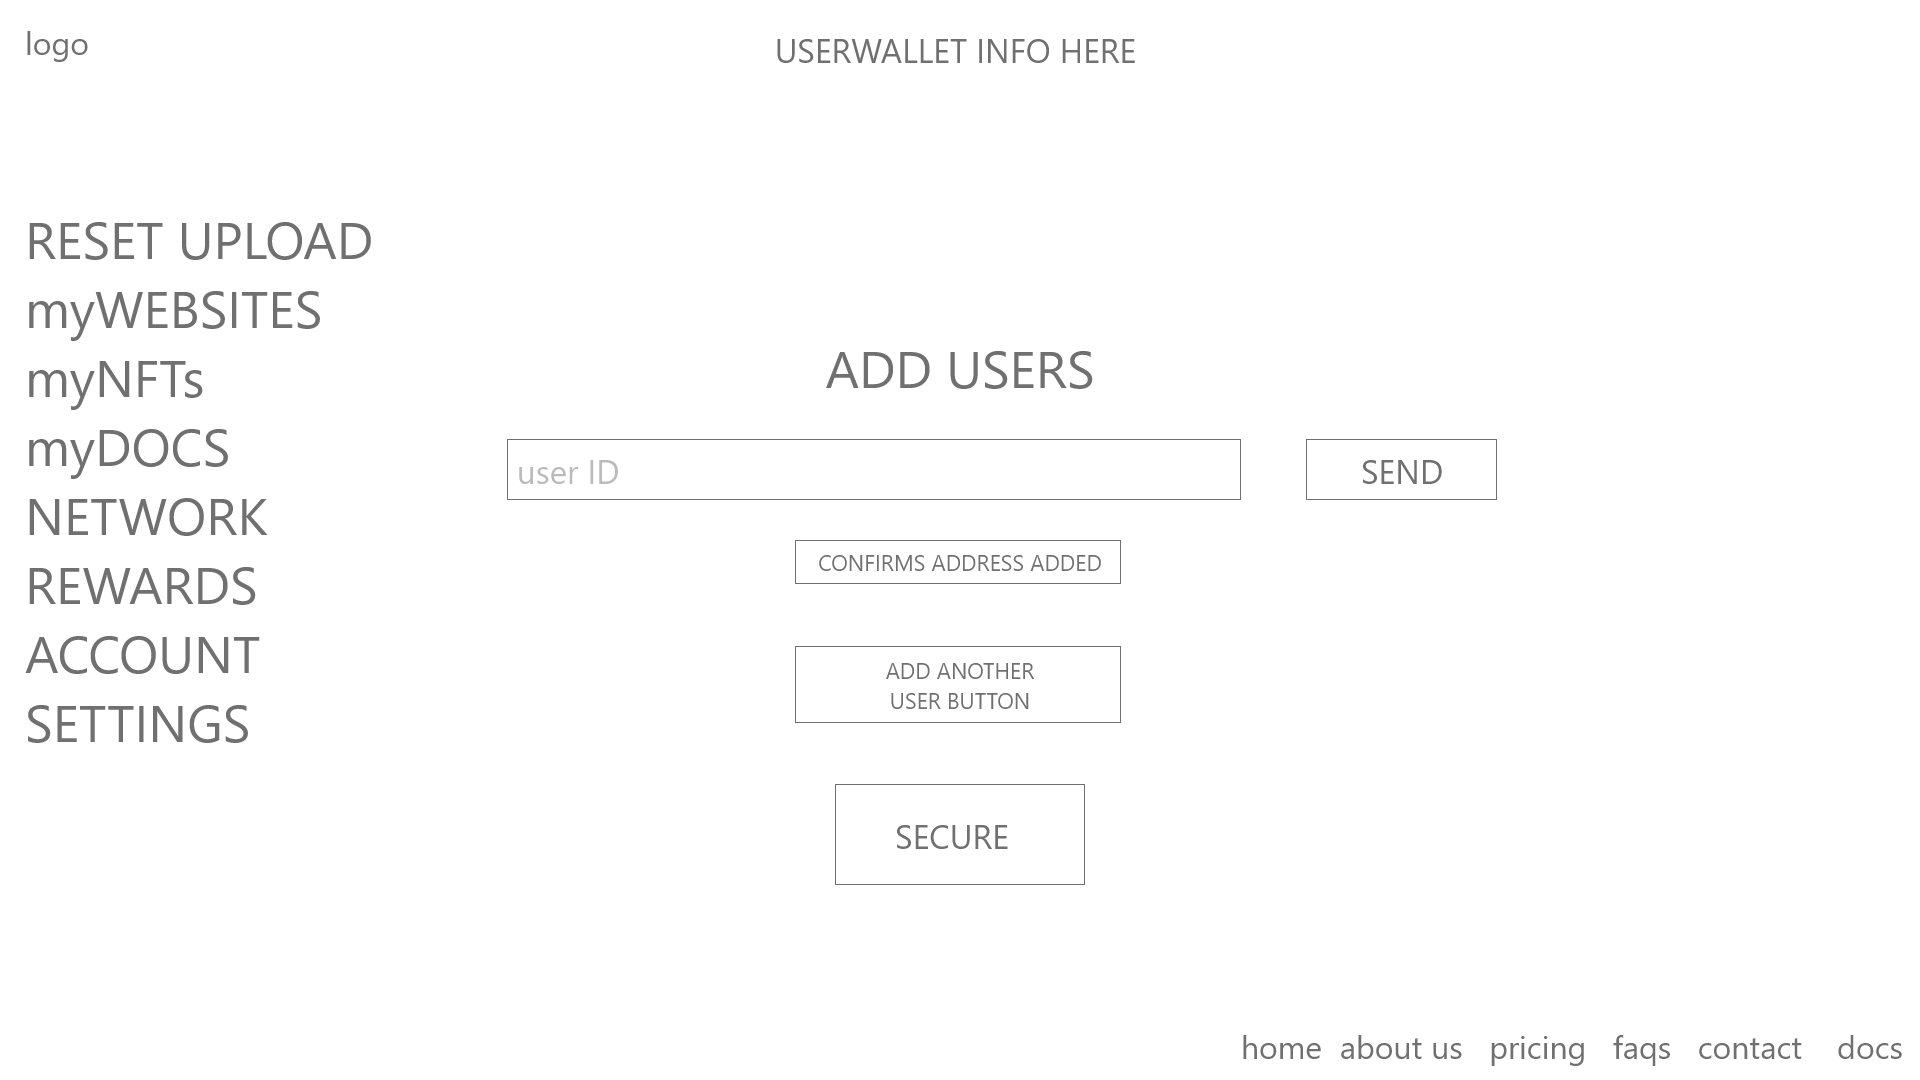 logo
USERWALLET INFO HERE
RESET UPLOAD
myWEBSITES
myNFTs
myDOCS
NETWORK
REWARDS
ACCOUNT
SETTINGS
ADD USERS
user ID
SEND
CONFIRMS ADDRESS ADDED
ADD ANOTHER
USER BUTTON
SECURE
home about us pricing faqs contact docs